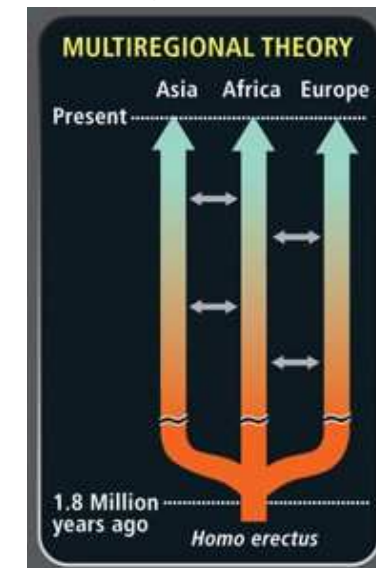 MULTIREGIONAL THEORY
Asia Africa Europe
Present
1.8 Million
years ago
Homo erectus